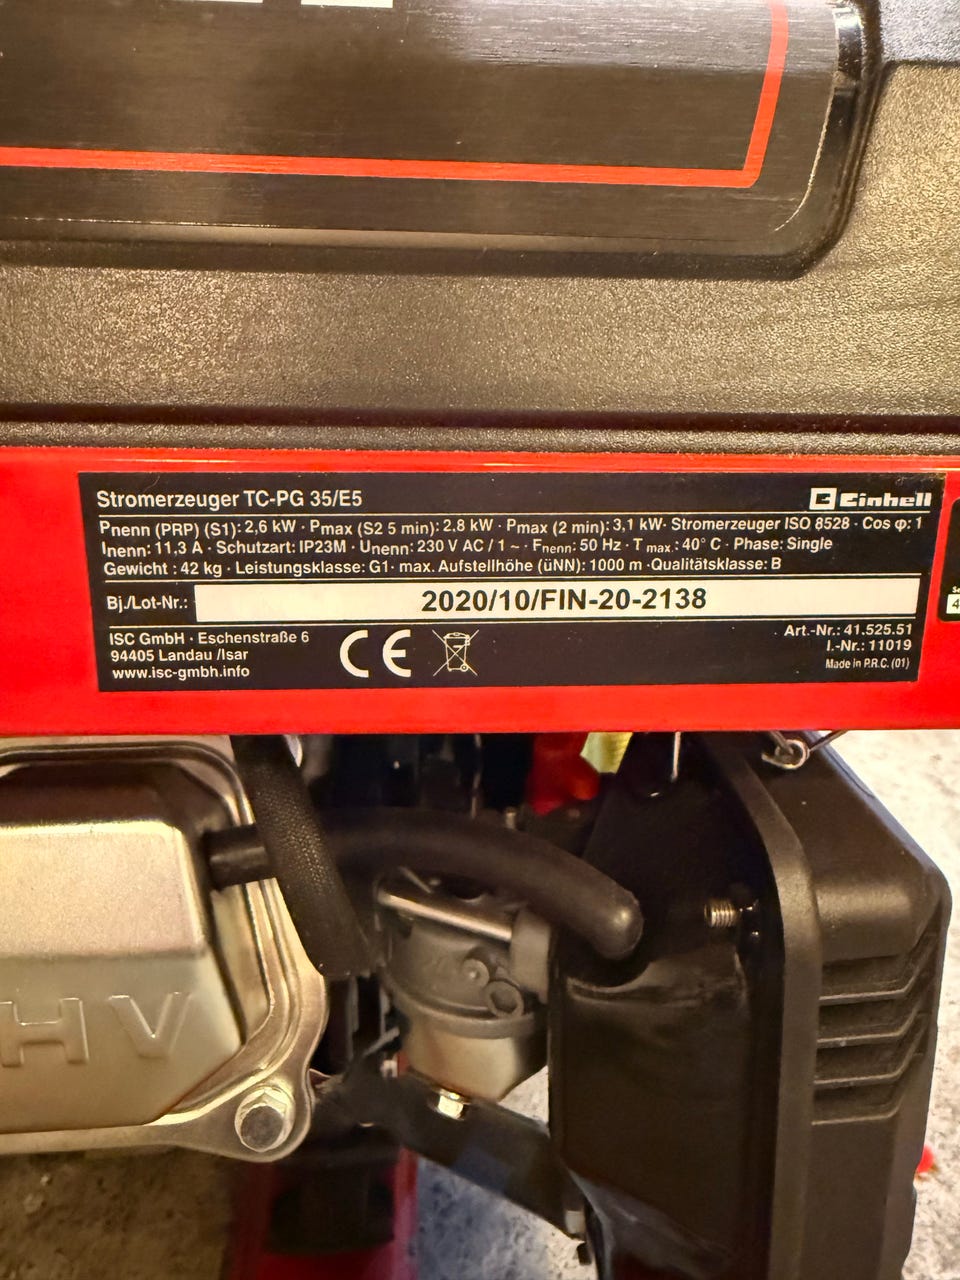 Stromerzeuger TC-PG 35/E5
Einhell
Pnenn (PRP) (S1): 2,6 kW · Pmax (S2 5 min): 2,8 kW · Pmax (2 min): 3,1 kW· Stromerzeuger ISO 8528 · Cos φ: 1
Inenn: 11,3 A · Schutzart: IP23M · Unenn: 230 V AC / 1 ~ · Fnenn: 50 Hz · T max.: 40° C · Phase: Single
Gewicht : 42 kg · Leistungsklasse: G1· max. Aufstellhöhe (üNN): 1000 m ·Qualitätsklasse: B
Bj./Lot-Nr.: 2020/10/FIN-20-2138
ISC GmbH · Eschenstraße 6
94405 Landau /Isar
www.isc-gmbh.info
CE
Art.-Nr.: 41.525.51
I.-Nr.: 11019
Made in P.R.C. (01)
HV